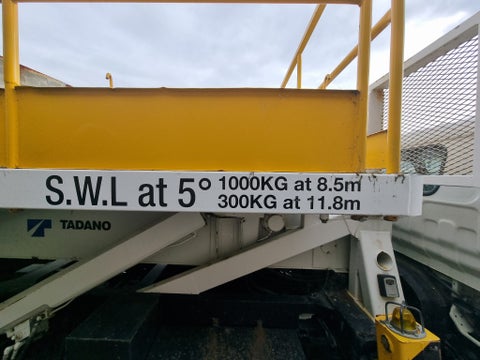 S.W.L at 5° 1000KG at 8.5m
300KG at 11.8m
TADANO